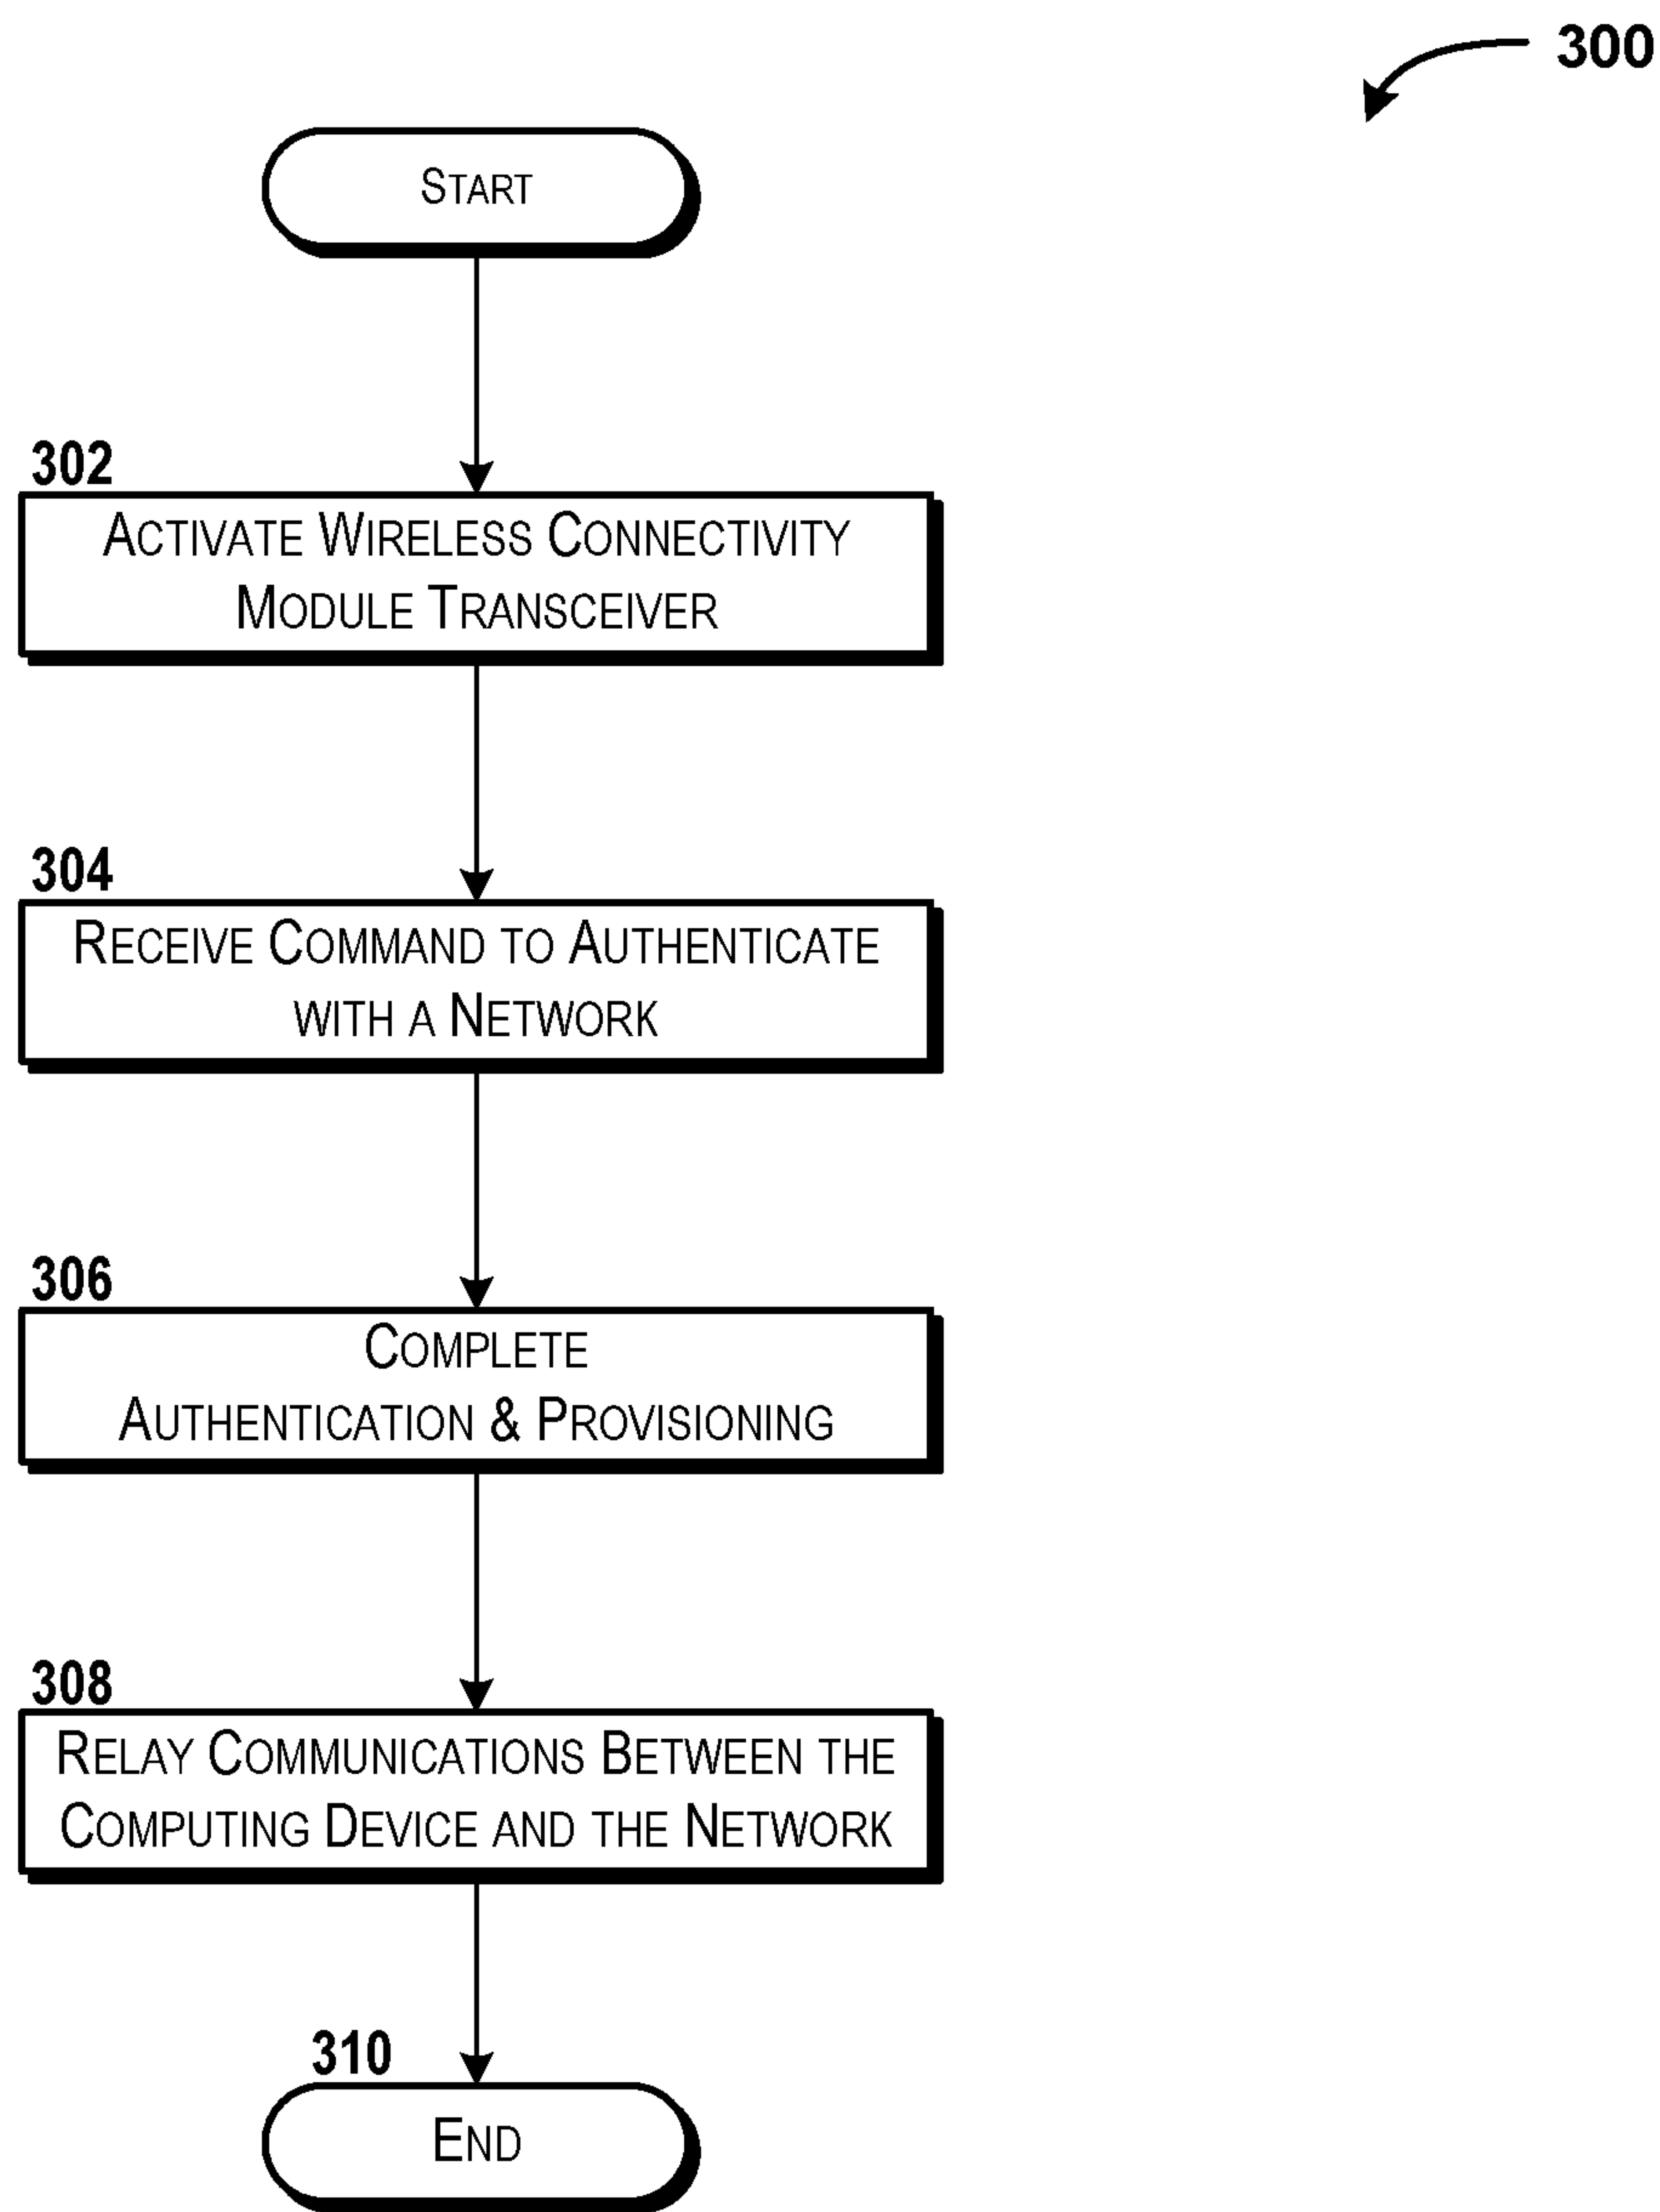 300
Start
302
Activate Wireless Connectivity
Module Transceiver
304
Receive Command to Authenticate
with a Network
306
Complete
Authentication & Provisioning
308
Relay Communications Between the
Computing Device and the Network
310
End